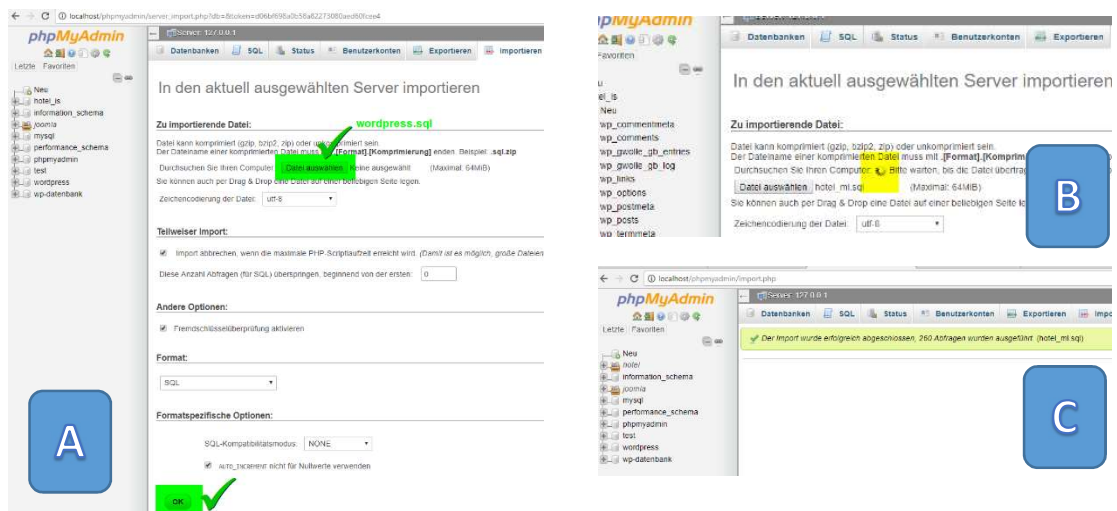 localhost/phpmyadmin/server_import.php?db=&token=d06bf698a0b58a82273080aed60fcee4
phpMyAdmin
Letzte Favoriten
Neu
hotel_is
information_schema
joomla
mysql
performance_schema
phpmyadmin
test
wordpress
wp-datenbank
Server: 127.0.0.1
Datenbanken SQL Status Benutzerkonten Exportieren Importieren
In den aktuell ausgewählten Server importieren
Zu importierende Datei:
wordpress.sql
Datei kann komprimiert (gzip, bzip2, zip) oder unkomprimiert sein.
Der Dateiname einer komprimierten Datei muss .[Format].[Komprimierung] enden. Beispiel: .sql.zip
Durchsuchen Sie Ihren Computer Datei auswählen Keine ausgewählt (Maximal: 64MiB)
Sie können auch per Drag & Drop eine Datei auf einer beliebigen Seite legen.
Zeichencodierung der Datei: utf-8
Teilweiser Import:
Import abbrechen, wenn die maximale PHP-Scriptlaufzeit erreicht wird. (Damit ist es möglich, große Dateien
Diese Anzahl Abfragen (für SQL) überspringen, beginnend von der ersten: 0
Andere Optionen:
Fremdschlüsselüberprüfung aktivieren
Format:
SQL
Formatspezifische Optionen:
SQL-Kompatibilitätsmodus: NONE
AUTO_INCREMENT nicht für Nullwerte verwenden
OK
A
phpMyAdmin
Favoriten
el_is
Neu
wp_commentmeta
wp_comments
wp_gwolle_gb_entries
wp_gwolle_gb_log
wp_links
wp_options
wp_postmeta
wp_posts
wp_termmeta
Datenbanken SQL Status Benutzerkonten Exportieren
In den aktuell ausgewählten Server importieren
Zu importierende Datei:
Datei kann komprimiert (gzip, bzip2, zip) oder unkomprimiert sein.
Der Dateiname einer komprimierten Datei muss mit .[Format].[Komprim
Durchsuchen Sie Ihren Computer: Bitte warten, bis die Datei übertrag
Datei auswählen hotel_mi.sql (Maximal: 64MiB)
Sie können auch per Drag & Drop eine Datei auf einer beliebigen Seite le
Zeichencodierung der Datei: utf-8
B
localhost/phpmyadmin/import.php
phpMyAdmin
Letzte Favoriten
Neu
hotel
information_schema
joomla
mysql
performance_schema
phpmyadmin
test
wordpress
wp-datenbank
Server: 127.0.0.1
Datenbanken SQL Status Benutzerkonten Exportieren Impo
Der Import wurde erfolgreich abgeschlossen, 260 Abfragen wurden ausgeführt. (hotel_mi.sql)
C